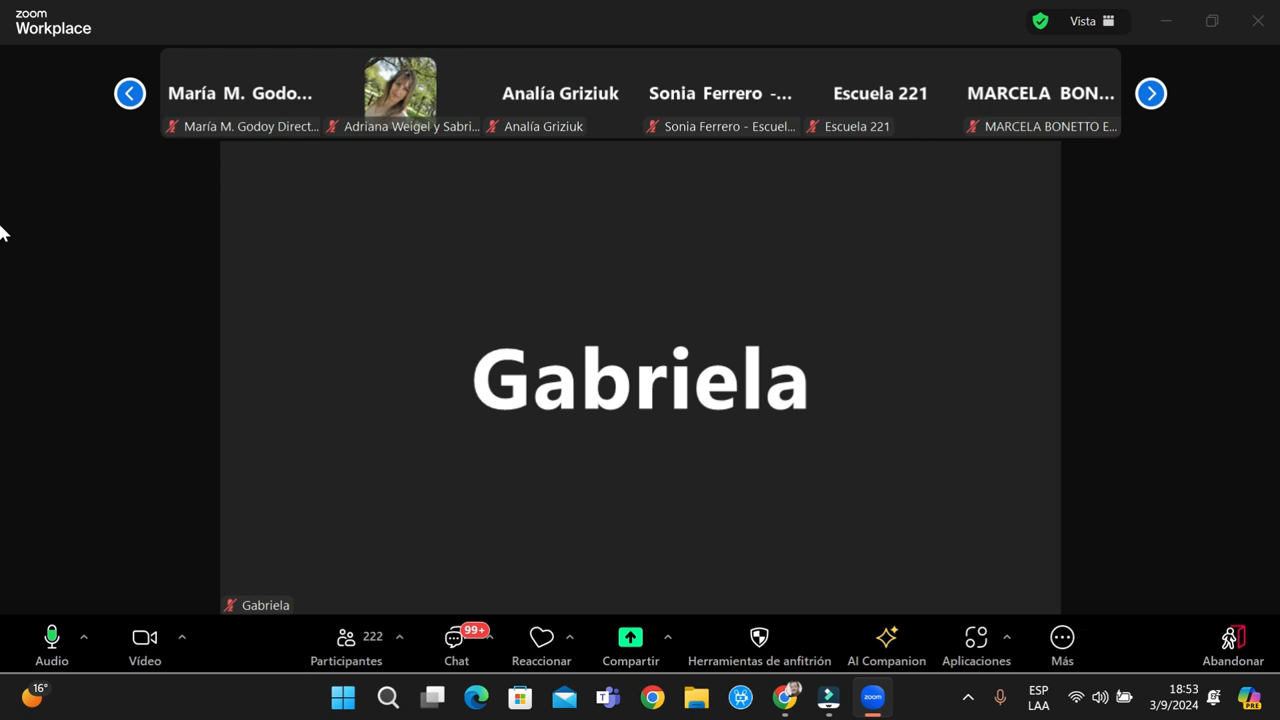 zoom
Workplace
Vista
María M. Godo...
Analía Griziuk
Sonia Ferrero -...
Escuela 221
MARCELA BON...
María M. Godoy Direct...
Adriana Weigel y Sabri...
Analía Griziuk
Sonia Ferrero - Escuel...
Escuela 221
MARCELA BONETTO E...
Gabriela
Gabriela
222
99+
Audio
Vídeo
Participantes
Chat
Reaccionar
Compartir
Herramientas de anfitrión
AI Companion
Aplicaciones
Más
Abandonar
16°
zoom
ESP
LAA
18:53
3/9/2024
PRE